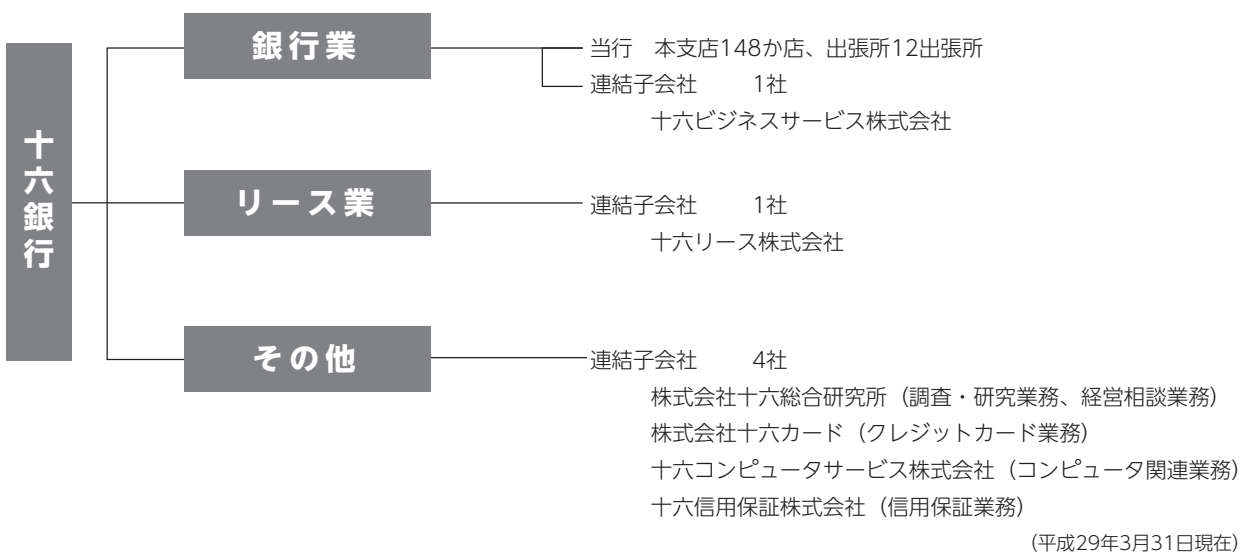 十六銀行
銀行業
当行　本支店148か店、出張所12出張所
連結子会社　1社
十六ビジネスサービス株式会社
リース業
連結子会社　1社
十六リース株式会社
その他
連結子会社　4社
株式会社十六総合研究所（調査・研究業務、経営相談業務）
株式会社十六カード（クレジットカード業務）
十六コンピュータサービス株式会社（コンピュータ関連業務）
十六信用保証株式会社（信用保証業務）
（平成29年3月31日現在）